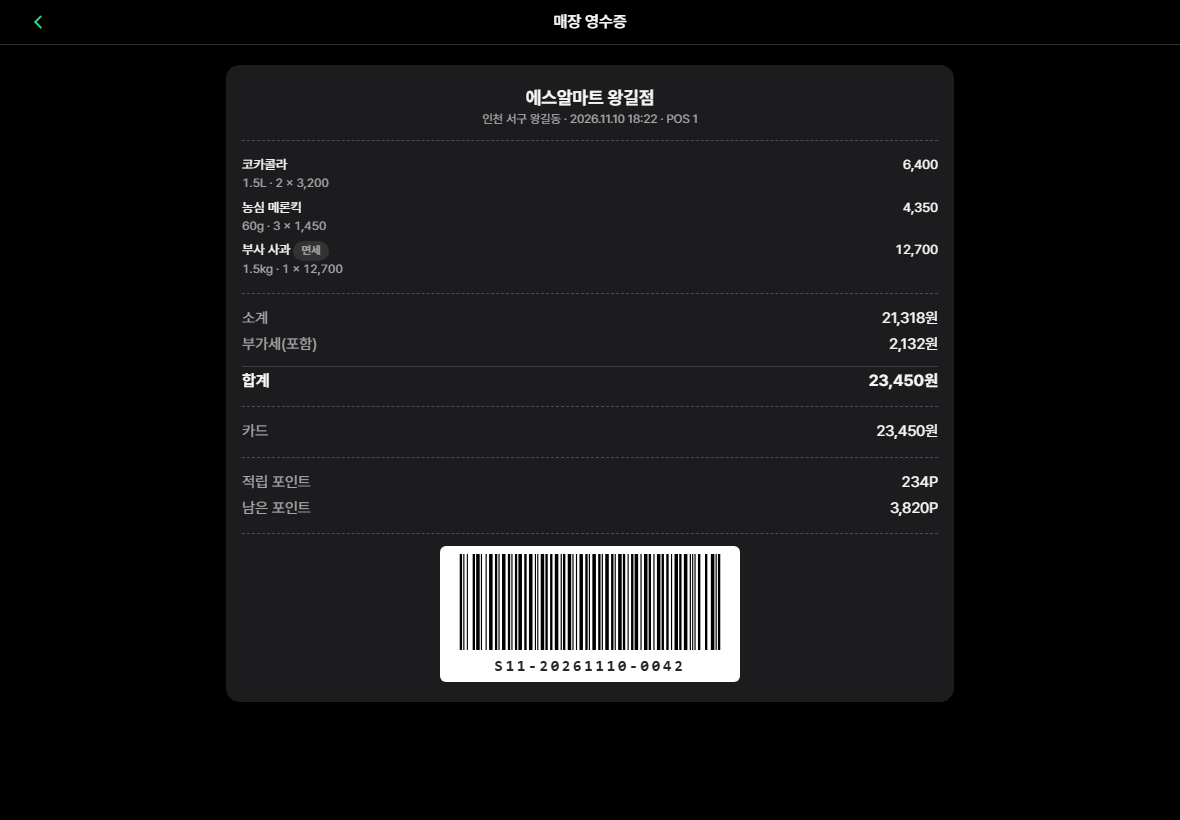 매장 영수증
에스알마트 왕길점
인천 서구 왕길동 · 2026.11.10 18:22 · POS 1
코카콜라 6,400
1.5L · 2 × 3,200
농심 메론킥 4,350
60g · 3 × 1,450
부사 사과 면세 12,700
1.5kg · 1 × 12,700
소계 21,318원
부가세(포함) 2,132원
합계 23,450원
카드 23,450원
적립 포인트 234P
남은 포인트 3,820P
S11-20261110-0042